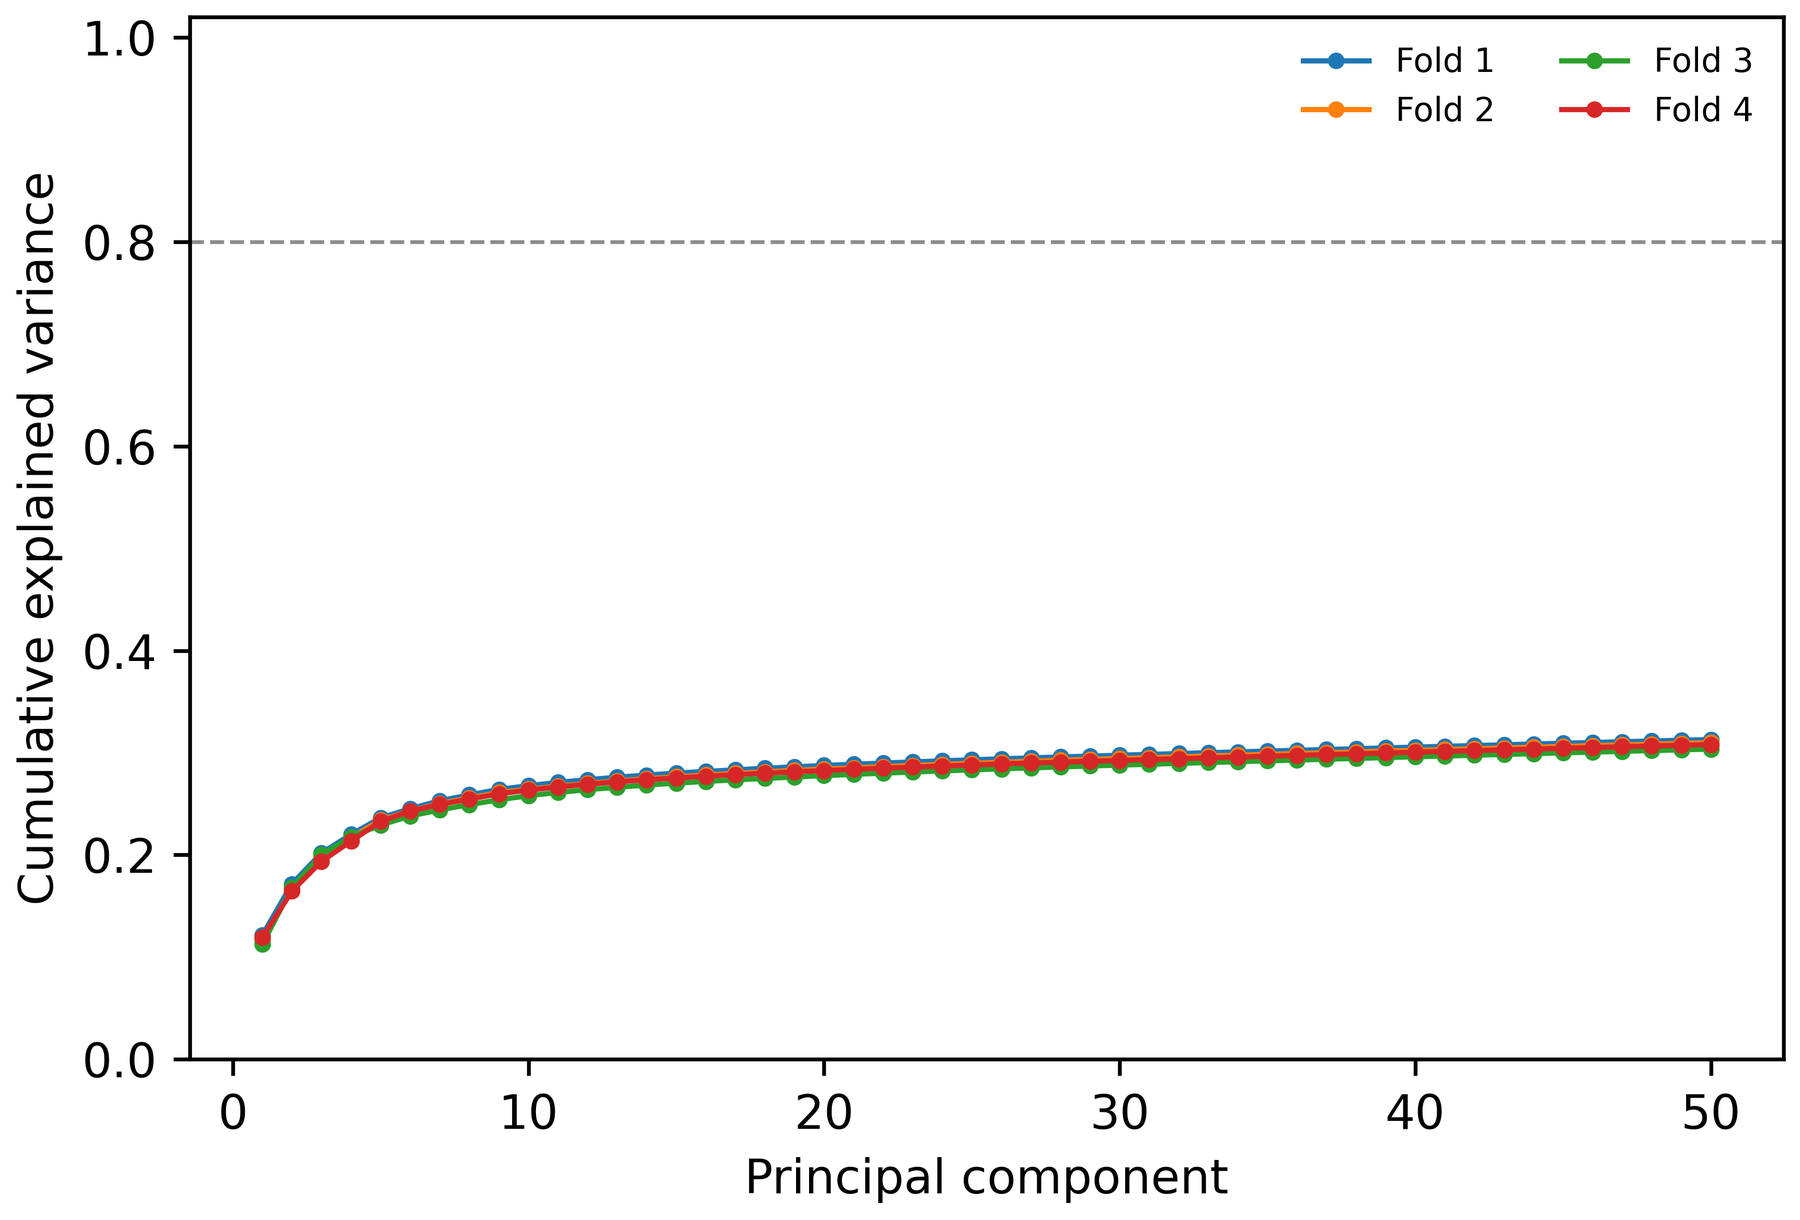 Cumulative explained variance
1.0
0.8
0.6
0.4
0.2
0.0
Fold 1
Fold 2
Fold 3
Fold 4
0 10 20 30 40 50
Principal component